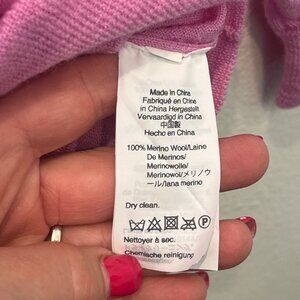 Made in China
Fabriqué en Chine
in China Hergestellt
Vervaardigd in China
中国製
Hecho en China
100% Merino Wool/Laine
De Merinos/
Merinowolle/
Merinowol/メリノウ
ール/lana merino
Dry clean.
P
Nettoyer à sec.
Chemische reinigung